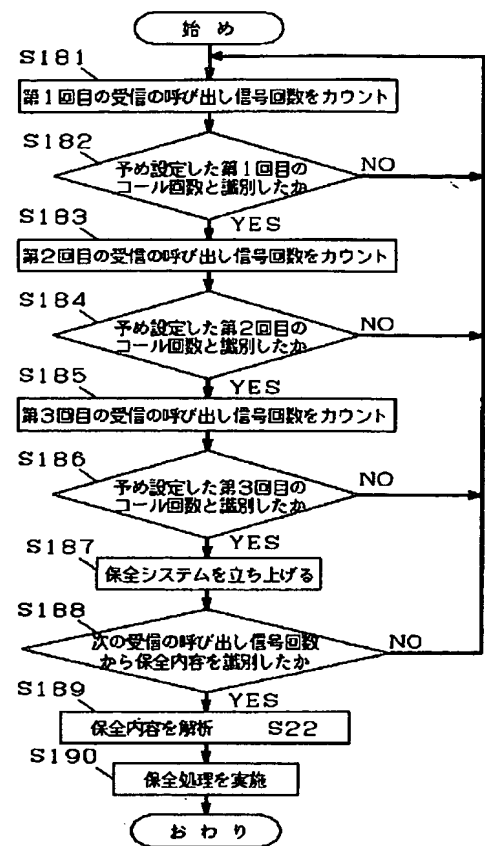 始め
S181
第1回目の受信の呼び出し信号回数をカウント
S182
予め設定した第1回目の
コール回数と識別したか
NO
YES
S183
第2回目の受信の呼び出し信号回数をカウント
S184
予め設定した第2回目の
コール回数と識別したか
NO
YES
S185
第3回目の受信の呼び出し信号回数をカウント
S186
予め設定した第3回目の
コール回数と識別したか
NO
YES
S187
保全システムを立ち上げる
S188
次の受信の呼び出し信号回数
から保全内容を識別したか
NO
YES
S189
保全内容を解析 S22
S190
保全処理を実施
おわり